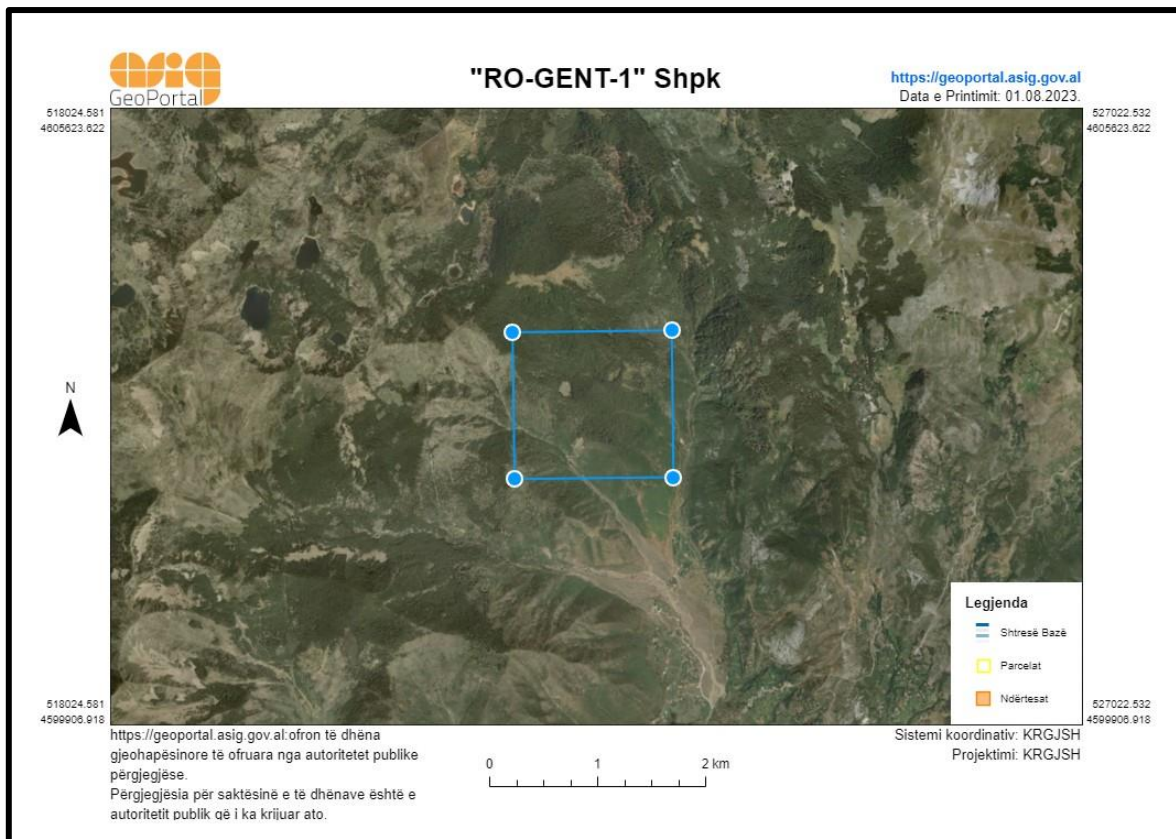 asig
GeoPortal
"RO-GENT-1" Shpk
https://geoportal.asig.gov.al
Data e Printimit: 01.08.2023.
518024.581
4605623.622
527022.532
4605623.622
N
Legjenda
Shtresë Bazë
Parcelat
Ndërtesat
518024.581
4599906.918
527022.532
4599906.918
https://geoportal.asig.gov.al:ofron të dhëna
gjeohapësinore të ofruara nga autoritetet publike
përgjegjëse.
Përgjegjësia për saktësinë e të dhënave është e
autoritetit publik që i ka krijuar ato.
0 1 2 km
Sistemi koordinativ: KRGJSH
Projektimi: KRGJSH